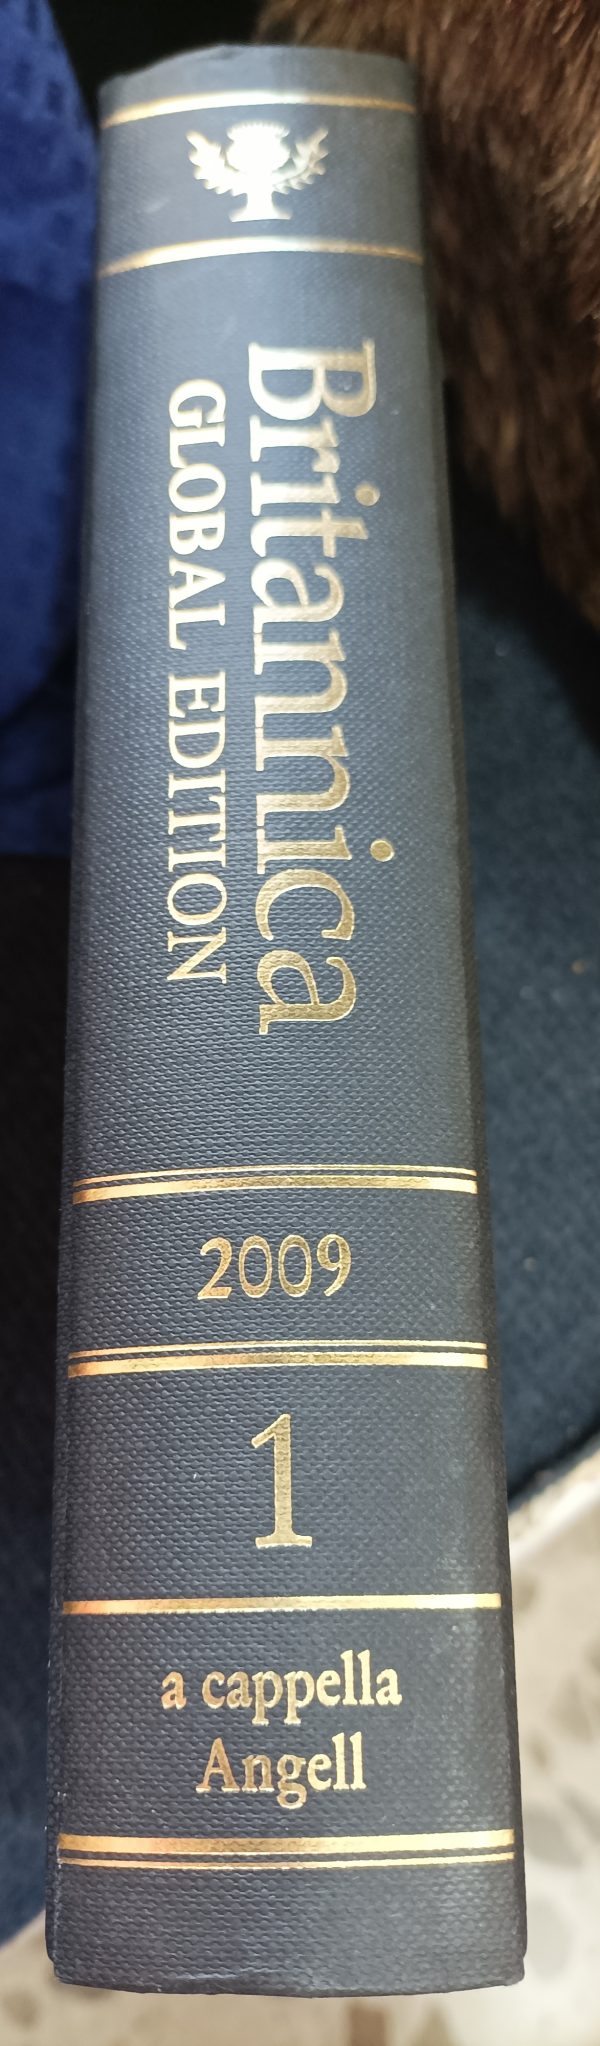 Britannica
GLOBAL EDITION
2009
1
a cappella
Angell